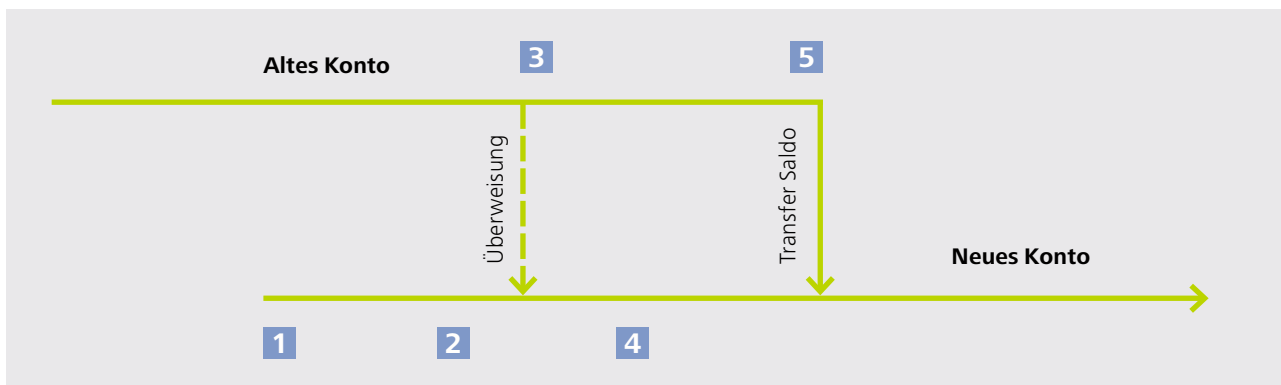 Altes Konto
3
5
Überweisung
Transfer Saldo
Neues Konto
1
2
4